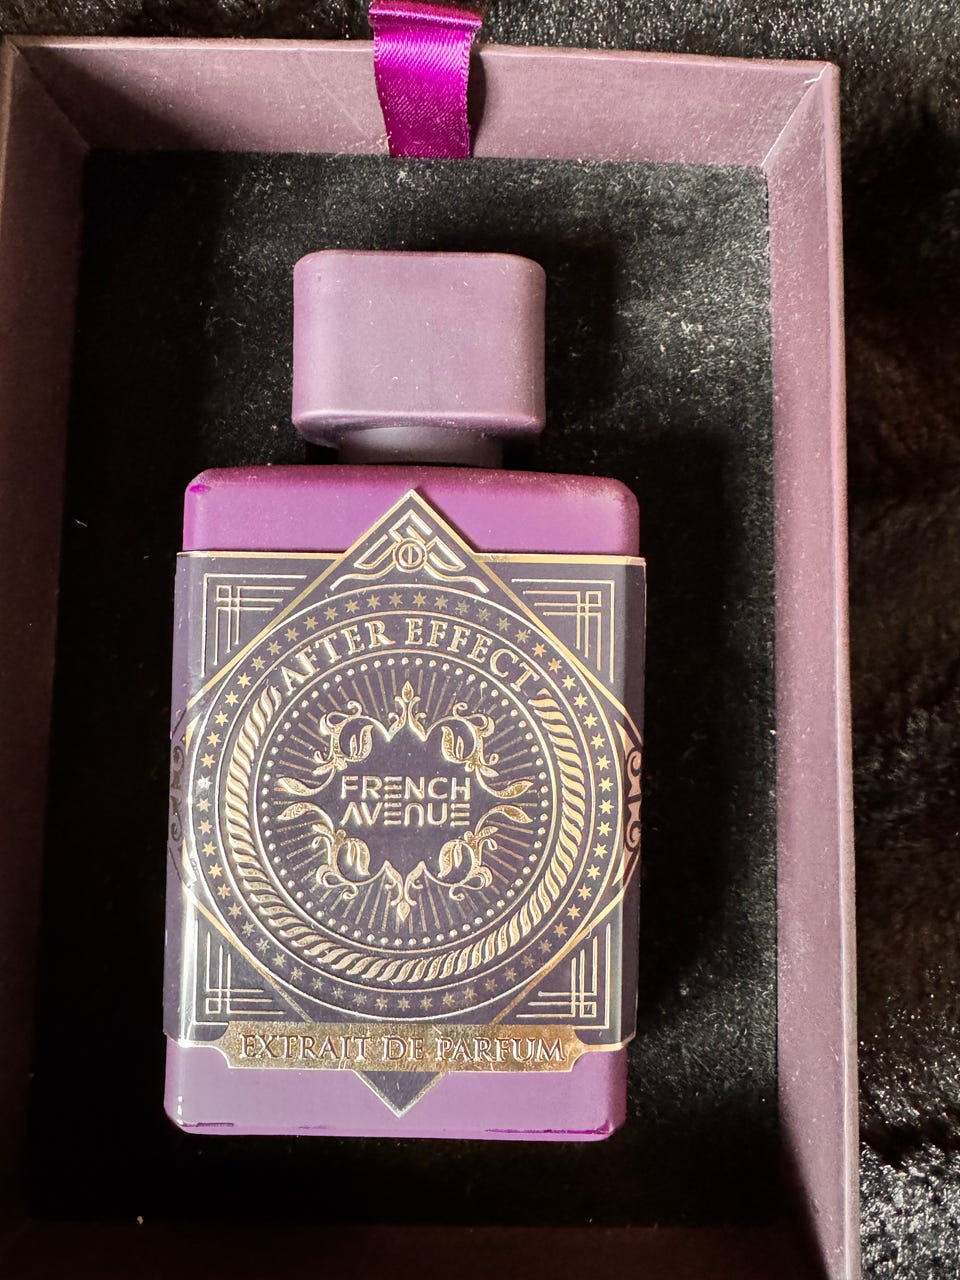 AFTER EFFECT
FRENCH
AVENUE
EXTRAIT DE PARFUM